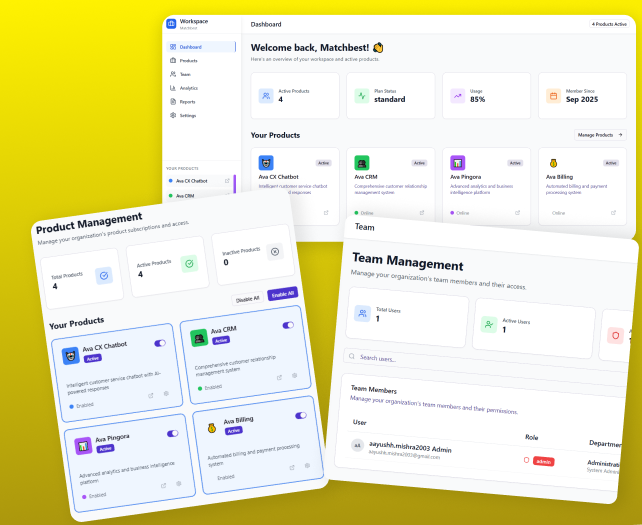 Workspace
Matchbest
Dashboard
4 Products Active
Dashboard
Products
Team
Analytics
Reports
Settings
YOUR PRODUCTS
Ava CX Chatbot
Ava CRM
Welcome back, Matchbest! 👋
Here's an overview of your workspace and active products.
Active Products
4
Plan Status
standard
Usage
85%
Member Since
Sep 2025
Your Products
Manage Products
Active
Ava CX Chatbot
Intelligent customer service chatbot
responses
Active
Ava CRM
Comprehensive customer relationship
management system
Online
Active
Ava Pingora
Advanced analytics and business
intelligence platform
Online
Active
Ava Billing
Automated billing and payment
processing system
Online
Product Management
Manage your organization's product subscriptions and access.
Total Products
4
Active Products
4
Inactive Products
0
Disable All
Enable All
Your Products
Ava CX Chatbot
Active
Intelligent customer service chatbot with AI-
powered responses
Enabled
Ava CRM
Active
Comprehensive customer relationship
management system
Enabled
Ava Pingora
Active
Advanced analytics and business intelligence
platform
Enabled
Ava Billing
Active
Automated billing and payment processing
system
Enabled
Team
Team Management
Manage your organization's team members and their access.
Total Users
1
Active Users
1
Search users...
Team Members
Manage your organization's team members and their permissions.
User
Role
Departmen
AA
aayushh.mishra2003 Admin
aayushh.mishra2003@gmail.com
admin
Administrati
System Admini